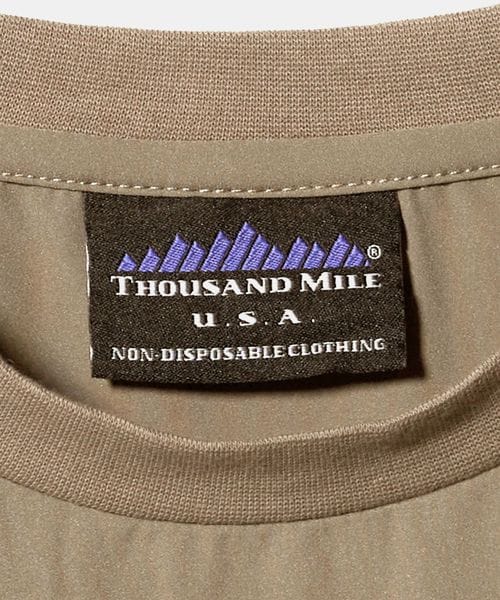 ®
THOUSAND MILE
U.S.A.
NON-DISPOSABLE CLOTHING